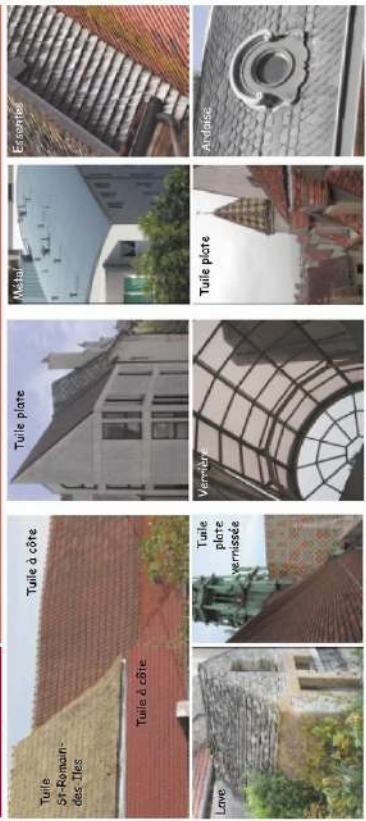 Tuile
St-Romain-
des-Iles
Tuile à côte
Tuile à côte
Tuile plate
Métal
Essentes
Lave
Tuile
plate
vernissée
Verrière
Tuile plate
Ardoise